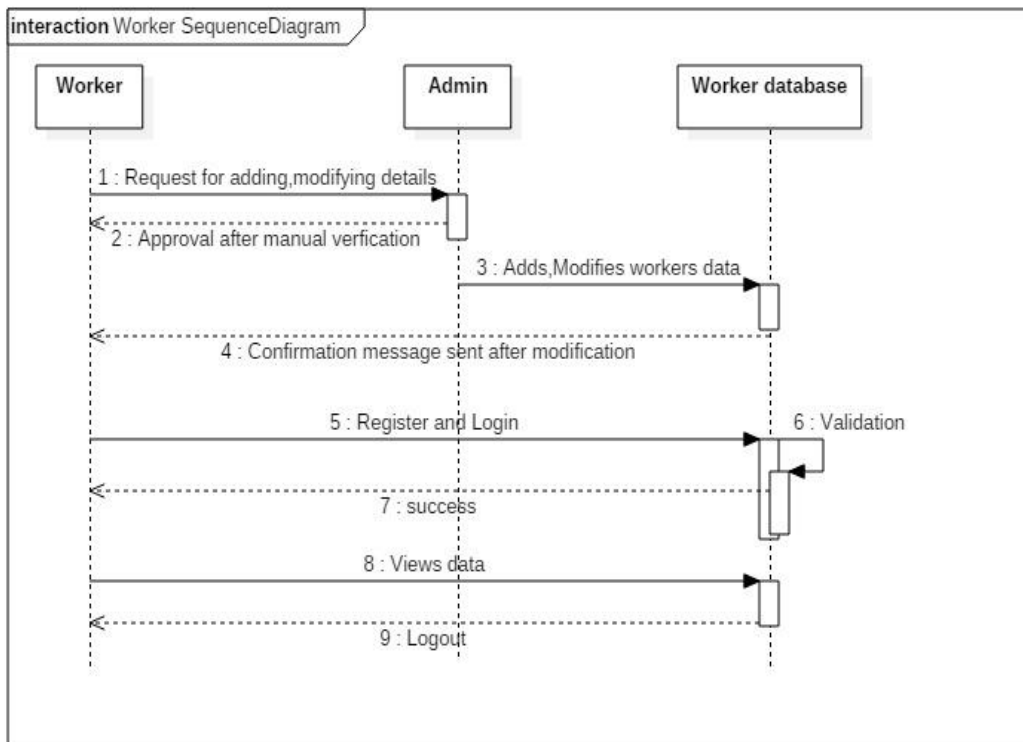 interaction Worker SequenceDiagram
Worker
Admin
Worker database
1 : Request for adding,modifying details
2 : Approval after manual verfication
3 : Adds,Modifies workers data
4 : Confirmation message sent after modification
5 : Register and Login
6 : Validation
7 : success
8 : Views data
9 : Logout